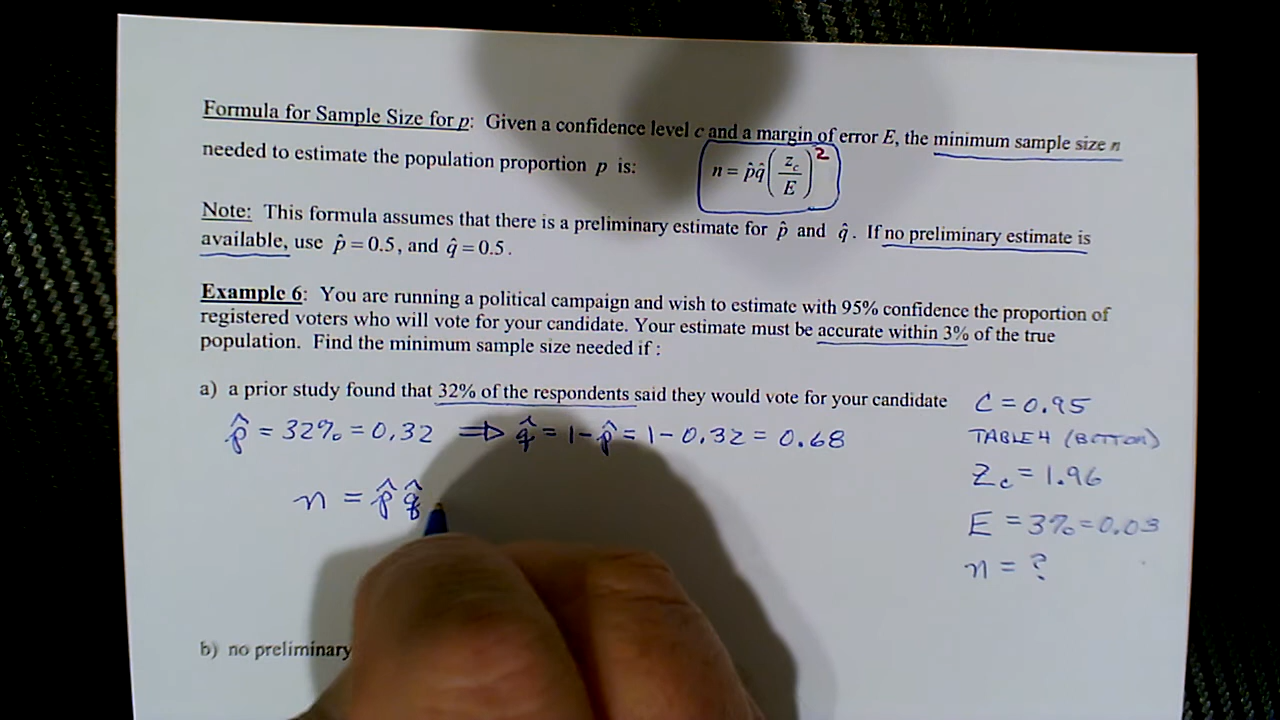 Formula for Sample Size for p: Given a confidence level c and a margin of error E, the minimum sample size n
needed to estimate the population proportion p is: n = p̂q̂(z_c/E)²
Note: This formula assumes that there is a preliminary estimate for p̂ and q̂. If no preliminary estimate is
available, use p̂ = 0.5, and q̂ = 0.5.
Example 6: You are running a political campaign and wish to estimate with 95% confidence the proportion of
registered voters who will vote for your candidate. Your estimate must be accurate within 3% of the true
population. Find the minimum sample size needed if :
a) a prior study found that 32% of the respondents said they would vote for your candidate
C = 0.95
p̂ = 32% = 0.32 ⇒ q̂ = 1 - p̂ = 1 - 0.32 = 0.68
TABLE 4 (BOTTOM)
Z_c = 1.96
n = p̂ q̂
E = 3% = 0.03
n = ?
b) no preliminary